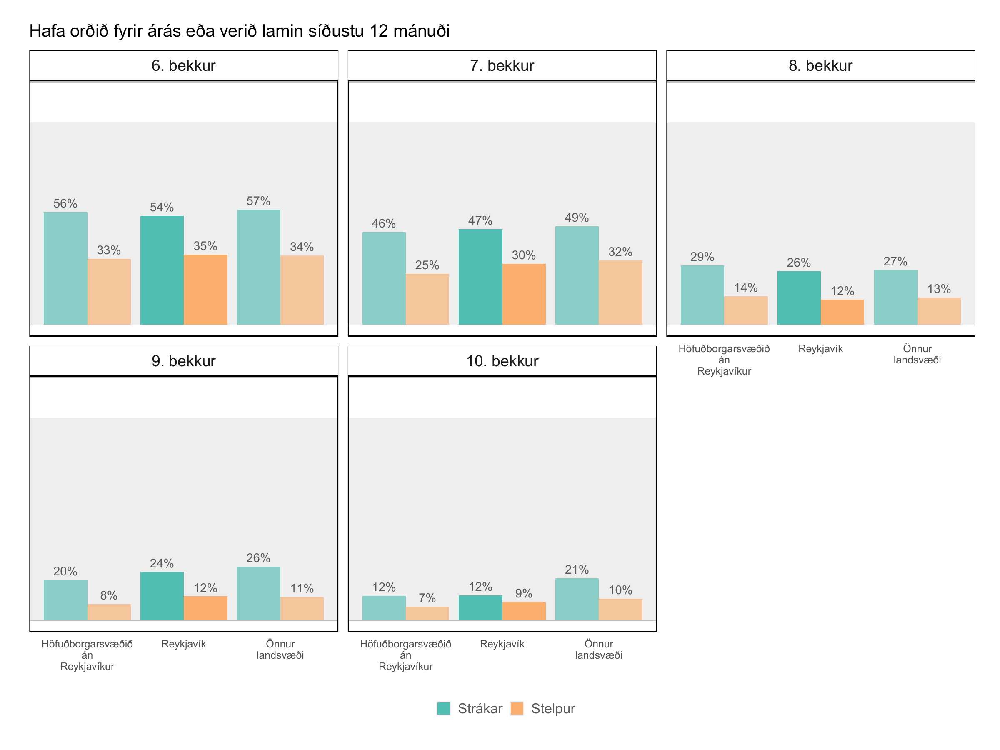 Hafa orðið fyrir árás eða verið lamin síðustu 12 mánuði
6. bekkur
56%
33%
54%
35%
57%
34%
7. bekkur
46%
25%
47%
30%
49%
32%
8. bekkur
29%
14%
26%
12%
27%
13%
Höfuðborgarsvæðið
án
Reykjavíkur
Reykjavík
Önnur
landsvæði
9. bekkur
20%
8%
24%
12%
26%
11%
Höfuðborgarsvæðið
án
Reykjavíkur
Reykjavík
Önnur
landsvæði
10. bekkur
12%
7%
12%
9%
21%
10%
Höfuðborgarsvæðið
án
Reykjavíkur
Reykjavík
Önnur
landsvæði
Strákar
Stelpur